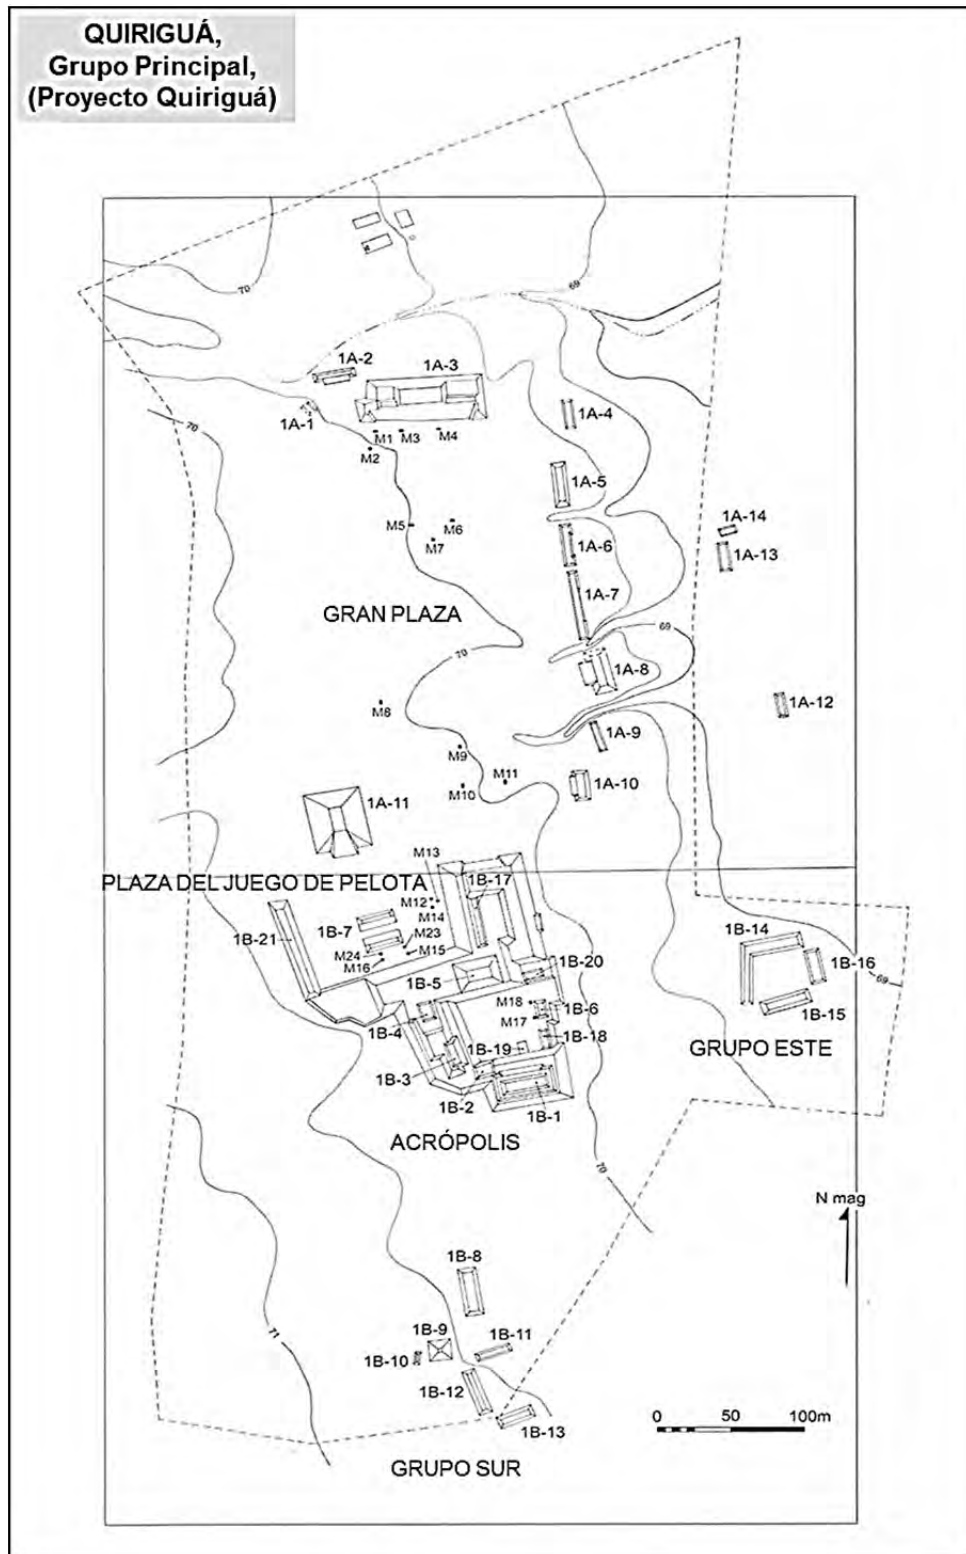 QUIRIGUÁ,
Grupo Principal,
(Proyecto Quiriguá)
69
70
1A-2
1A-3
1A-1
1A-4
70
M1
M3
M4
M2
1A-5
M5
M6
M7
1A-6
1A-14
1A-13
1A-7
GRAN PLAZA
69
70
1A-8
1A-12
M8
1A-9
M9
M11
M10
1A-10
1A-11
M13
PLAZA DEL JUEGO DE PELOTA
M12
1B-17
M14
1B-7
M23
1B-21
M24
M15
M16
1B-14
1B-16
1B-20
1B-5
69
M18
1B-6
1B-15
M17
1B-4
1B-18
1B-19
GRUPO ESTE
1B-3
1B-2
1B-1
ACRÓPOLIS
70
N mag
1B-8
71
1B-9
1B-11
1B-10
1B-12
0 50 100m
1B-13
GRUPO SUR